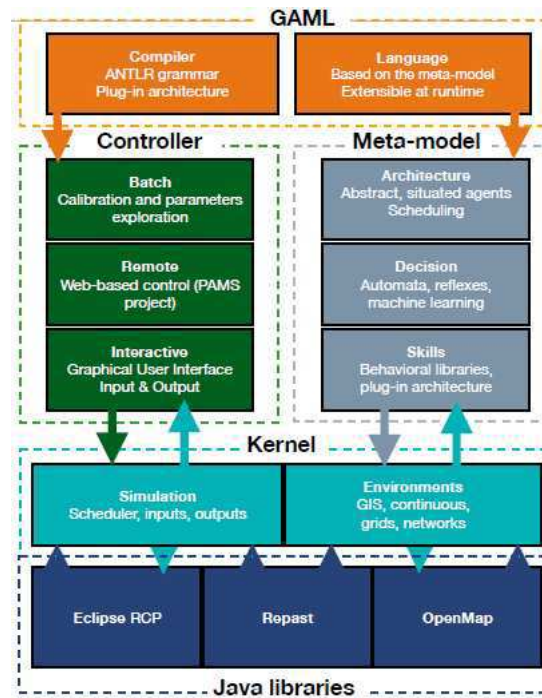 GAML
Compiler
ANTLR grammar
Plug-in architecture
Language
Based on the meta-model
Extensible at runtime
Controller
Batch
Calibration and parameters
exploration
Remote
Web-based control (PAMS
project)
Interactive
Graphical User Interface
Input & Output
Meta-model
Architecture
Abstract, situated agents
Scheduling
Decision
Automata, reflexes,
machine learning
Skills
Behavioral libraries,
plug-in architecture
Kernel
Simulation
Scheduler, inputs, outputs
Environments
GIS, continuous,
grids, networks
Eclipse RCP
Repast
OpenMap
Java libraries